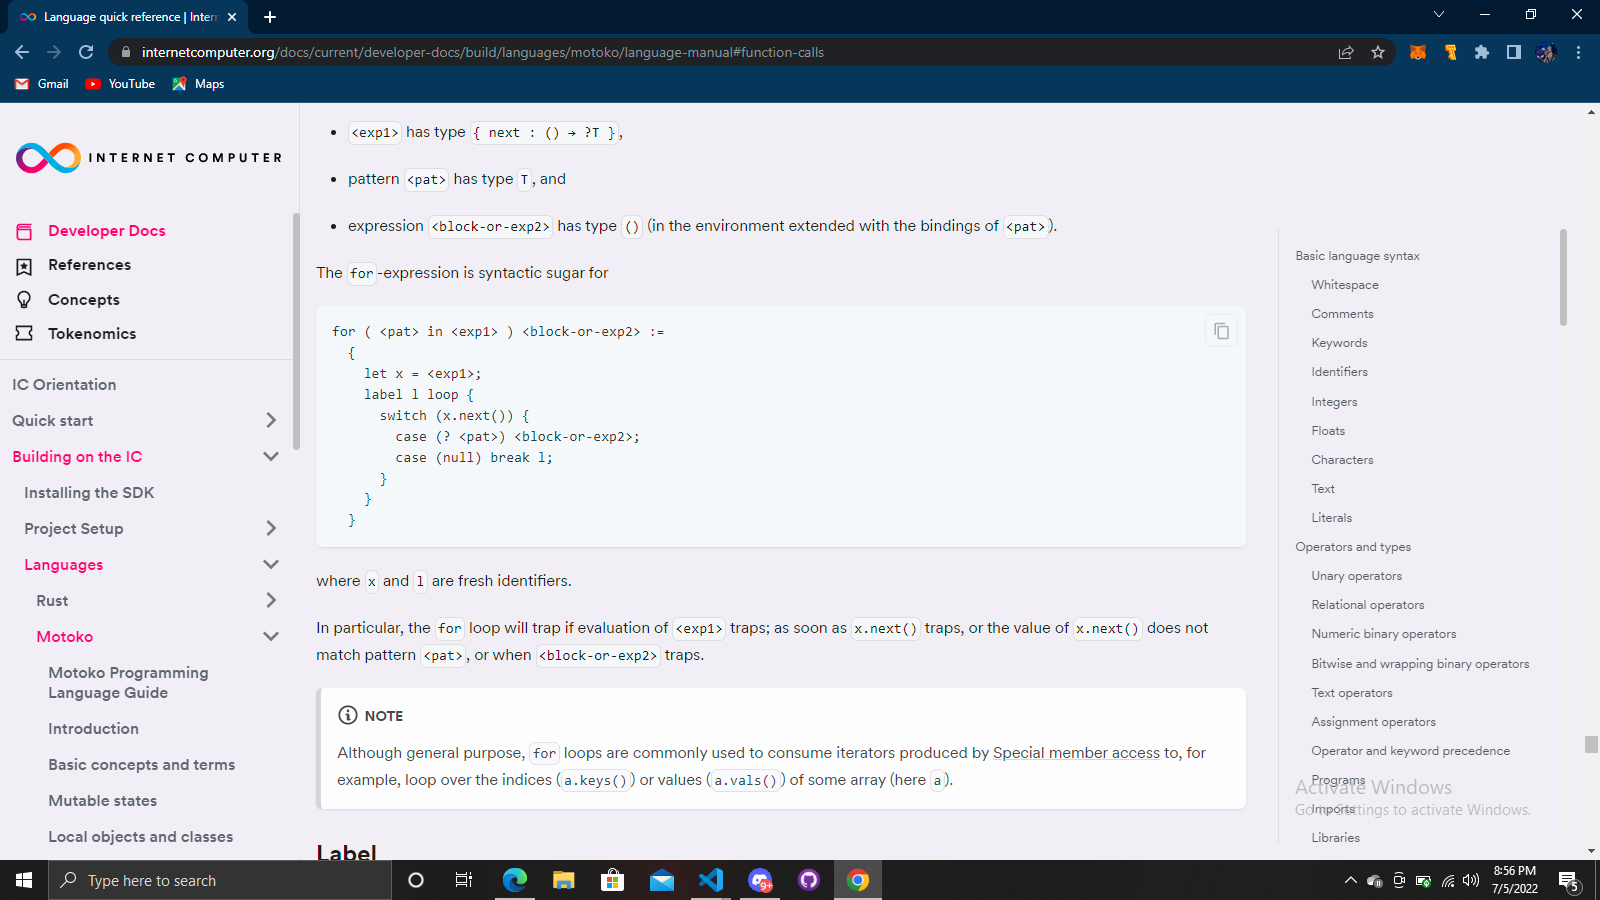 Language quick reference | Intern
internetcomputer.org/docs/current/developer-docs/build/languages/motoko/language-manual#function-calls
Gmail YouTube Maps
INTERNET COMPUTER
Developer Docs
References
Concepts
Tokenomics
IC Orientation
Quick start
Building on the IC
Installing the SDK
Project Setup
Languages
Rust
Motoko
Motoko Programming
Language Guide
Introduction
Basic concepts and terms
Mutable states
Local objects and classes
• <exp1> has type { next : () → ?T },
• pattern <pat> has type T, and
• expression <block-or-exp2> has type () (in the environment extended with the bindings of <pat>).
The for-expression is syntactic sugar for
for ( <pat> in <exp1> ) <block-or-exp2> :=
{
let x = <exp1>;
label l loop {
switch (x.next()) {
case (? <pat>) <block-or-exp2>;
case (null) break l;
}
}
}
where x and l are fresh identifiers.
In particular, the for loop will trap if evaluation of <exp1> traps; as soon as x.next() traps, or the value of x.next() does not
match pattern <pat>, or when <block-or-exp2> traps.
NOTE
Although general purpose, for loops are commonly used to consume iterators produced by Special member access to, for
example, loop over the indices (a.keys()) or values (a.vals()) of some array (here a).
Label
Basic language syntax
Whitespace
Comments
Keywords
Identifiers
Integers
Floats
Characters
Text
Literals
Operators and types
Unary operators
Relational operators
Numeric binary operators
Bitwise and wrapping binary operators
Text operators
Assignment operators
Operator and keyword precedence
Programs
Imports
Libraries
Activate Windows
Go to Settings to activate Windows.
Type here to search
9+
8:56 PM
7/5/2022
5